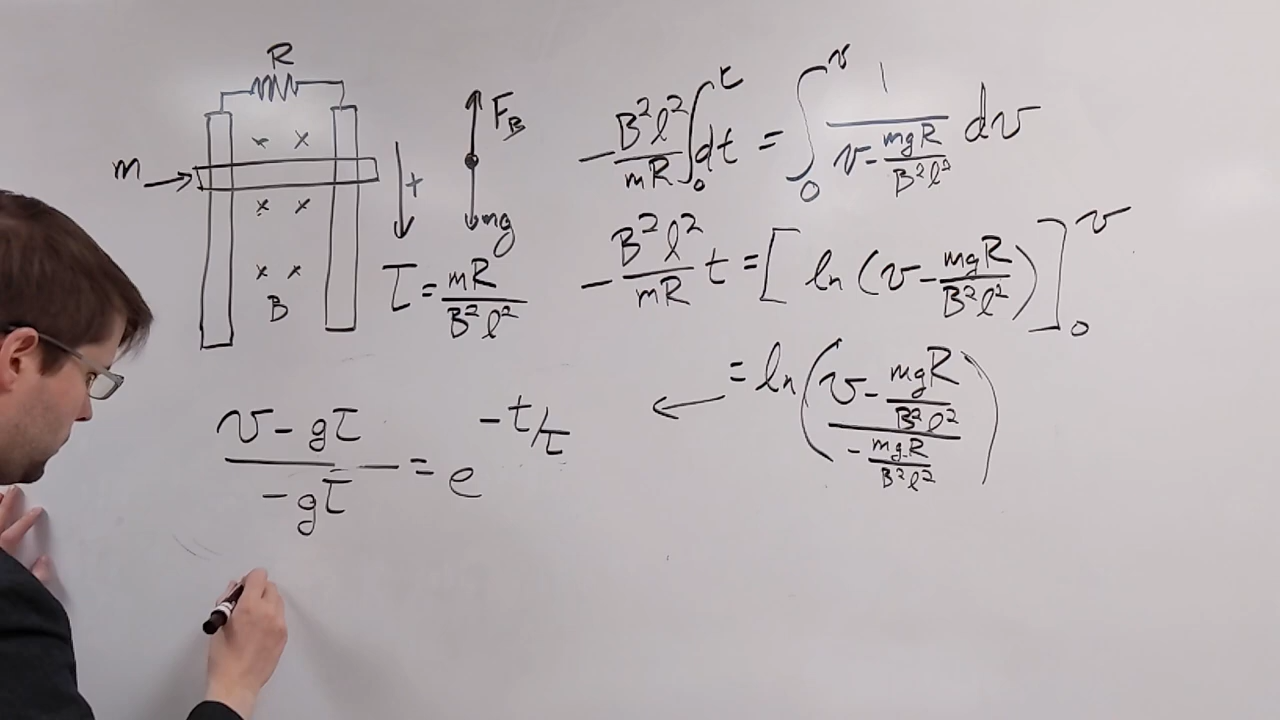 R
m
× ×
× ×
× ×
B
+
F_B
mg
τ = mR / B²ℓ²
-B²ℓ²/mR ∫₀ᵗ dt = ∫₀ᵛ 1/(v - mgR/B²ℓ²) dv
-B²ℓ²/mR t = [ ln (v - mgR/B²ℓ²) ]₀ᵛ
= ln ( (v - mgR/B²ℓ²) / (-mgR/B²ℓ²) )
(v - gτ) / (-gτ) = e^(-t/τ)